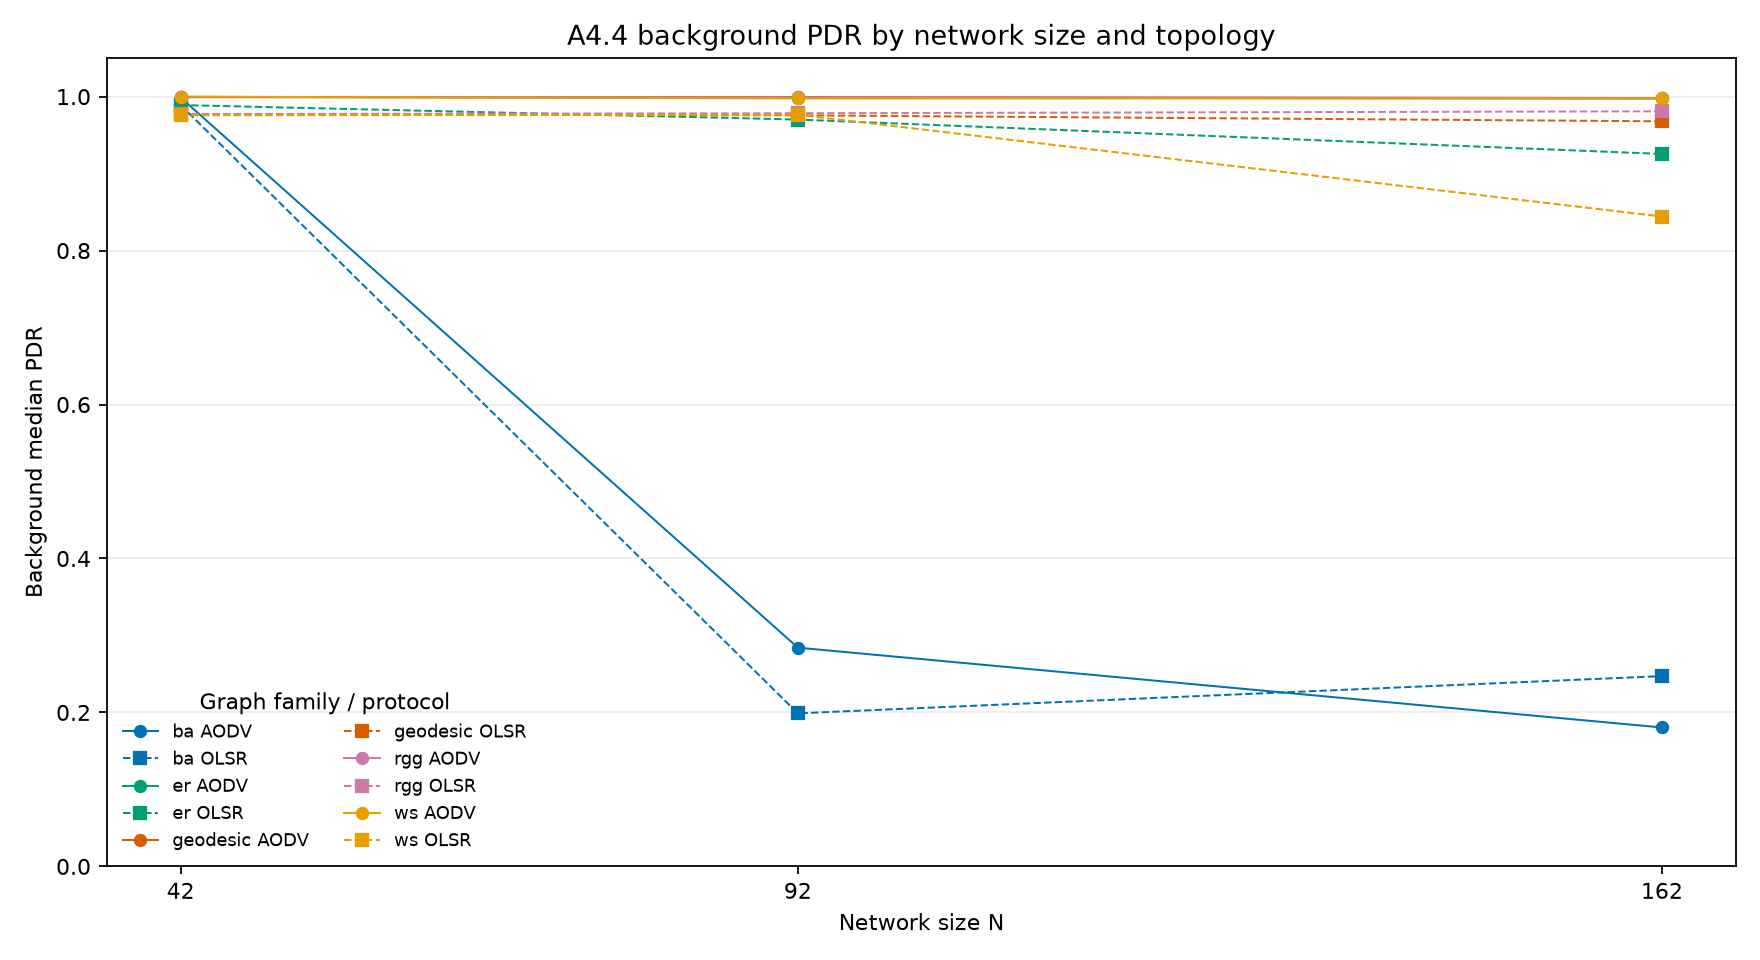 A4.4 background PDR by network size and topology
Background median PDR
1.0
0.8
0.6
0.4
0.2
0.0
Graph family / protocol
ba AODV
ba OLSR
er AODV
er OLSR
geodesic AODV
geodesic OLSR
rgg AODV
rgg OLSR
ws AODV
ws OLSR
42
92
162
Network size N